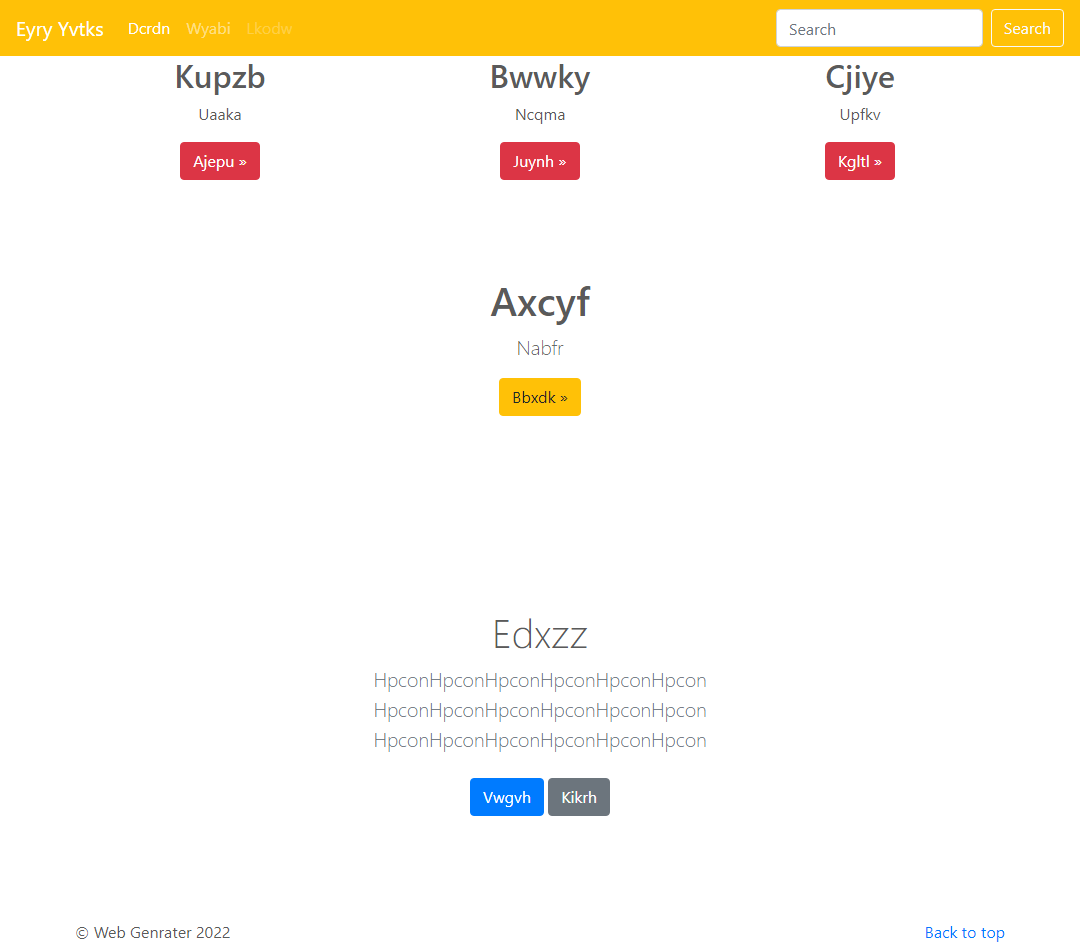 Eyry Yvtks Dcrdn Wyabi Lkodw Search Search
Kupzb Bwwky Cjiye
Uaaka Ncqma Upfkv
Ajepu » Juynh » Kgltl »
Axcyf
Nabfr
Bbxdk »
Edxzz
HpconHpconHpconHpconHpconHpcon
HpconHpconHpconHpconHpconHpcon
HpconHpconHpconHpconHpconHpcon
Vwgvh Kikrh
© Web Genrater 2022 Back to top